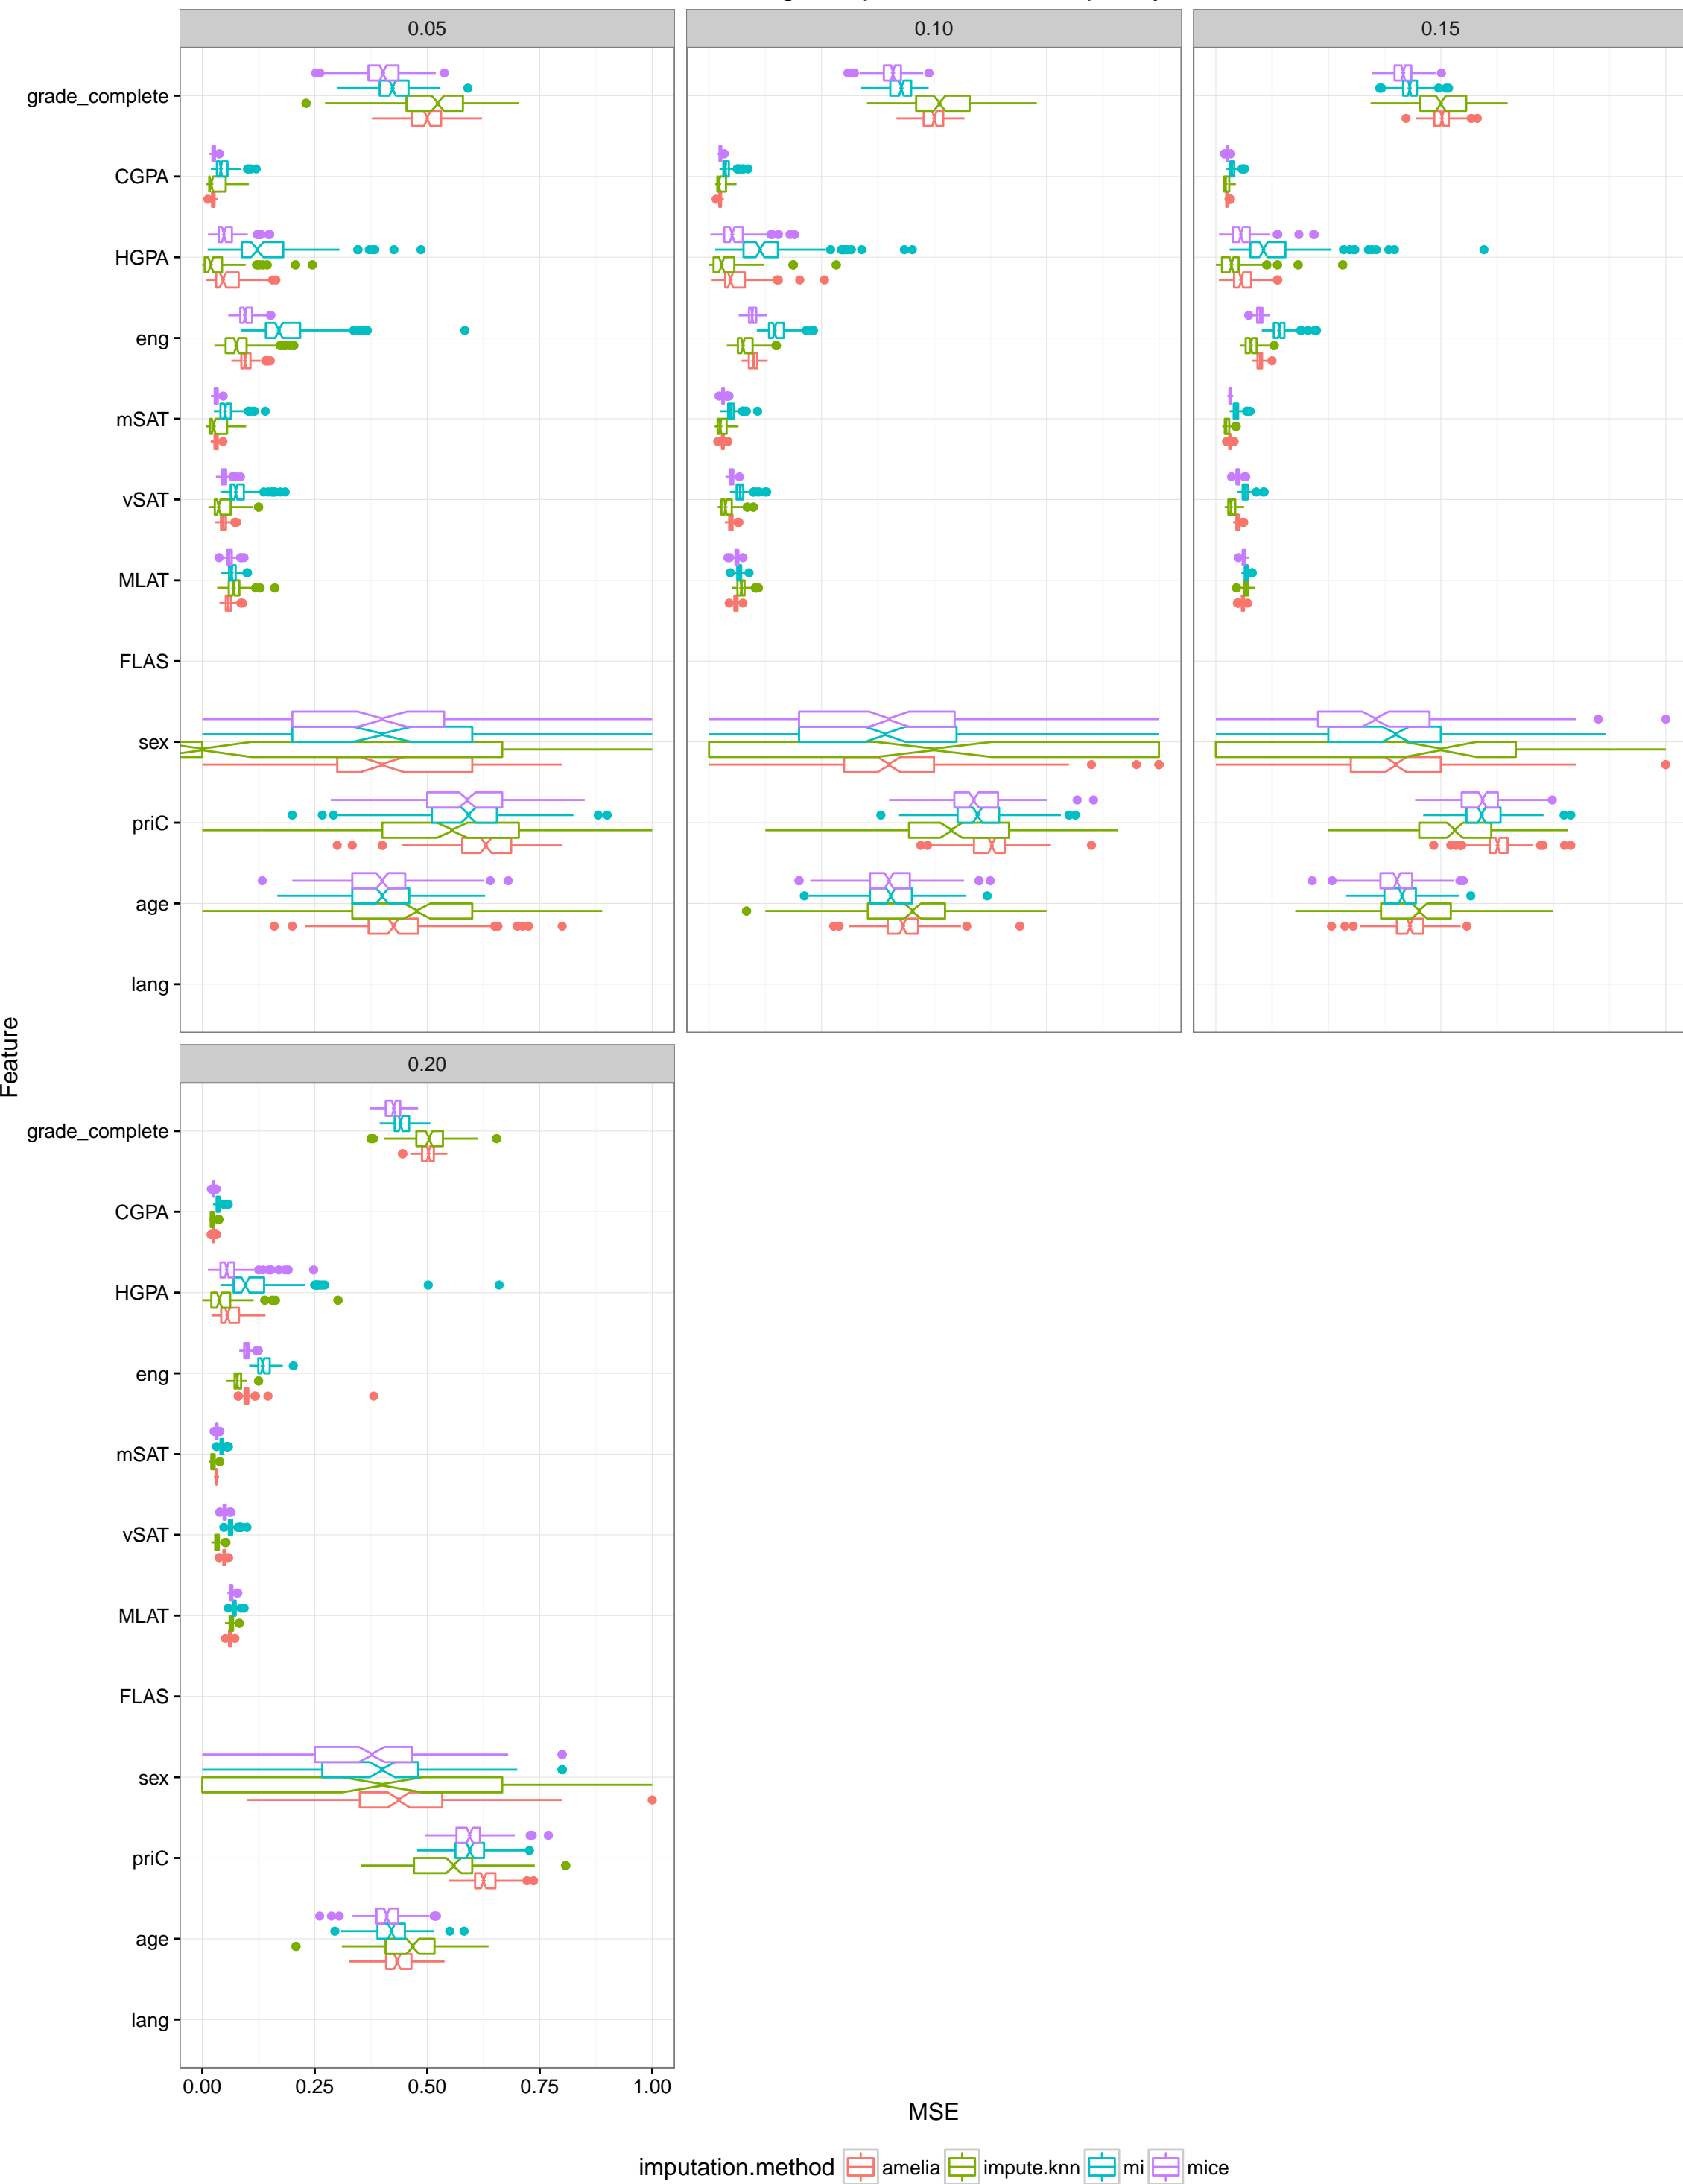 0.05
0.10
0.15
grade_complete
CGPA
HGPA
eng
mSAT
vSAT
MLAT
FLAS
sex
priC
age
lang
Feature
0.20
grade_complete
CGPA
HGPA
eng
mSAT
vSAT
MLAT
FLAS
sex
priC
age
lang
0.00 0.25 0.50 0.75 1.00
MSE
imputation.method amelia impute.knn mi mice